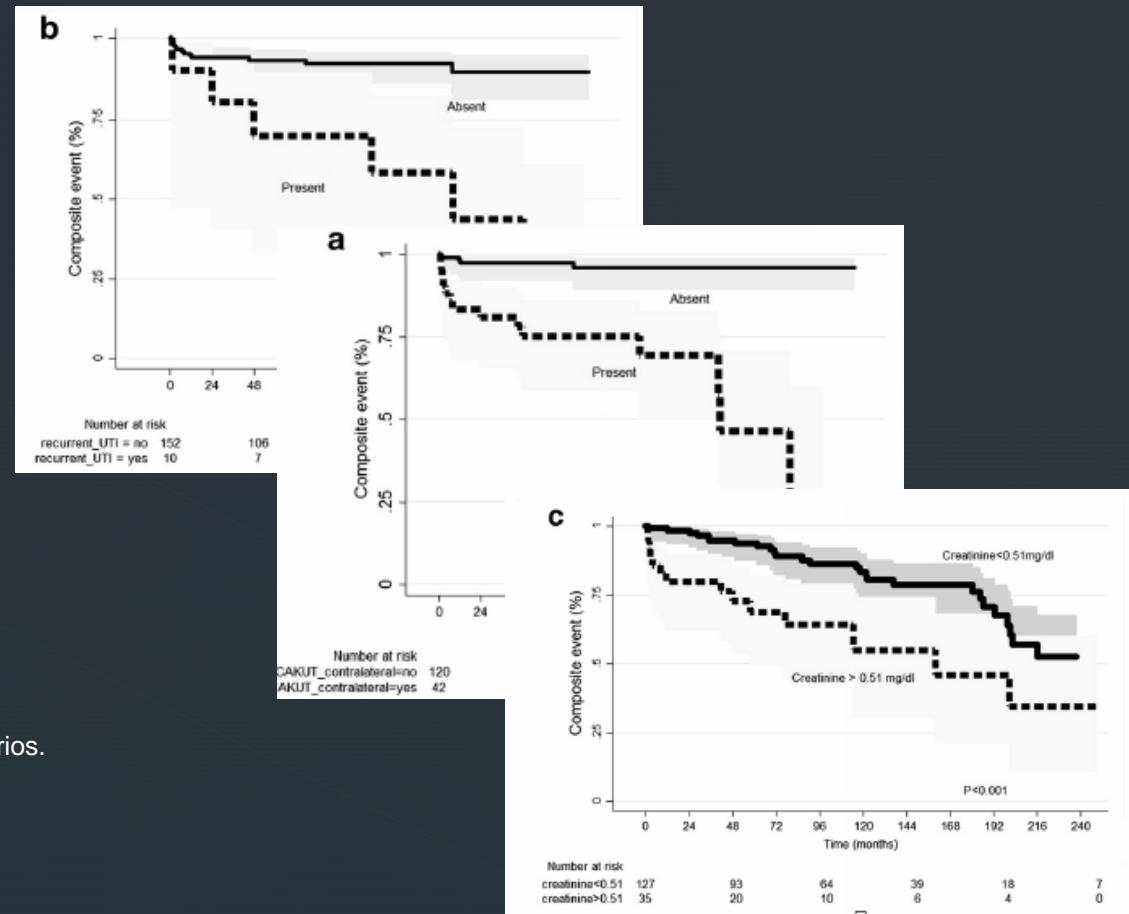 b
1
.75
.5
.25
0
Composite event (%)
Absent
Present
0 24 48
Number at risk
recurrent_UTI = no 152 106
recurrent_UTI = yes 10 7
a
1
.75
.5
.25
0
Composite event (%)
Absent
Present
0 24
Number at risk
CAKUT_contralateral=no 120
AKUT_contralateral=yes 42
rios.
c
1
.75
.5
.25
0
Composite event (%)
Creatinine<0.51mg/dl
Creatinine > 0.51 mg/dl
P<0.001
0 24 48 72 96 120 144 168 192 216 240
Time (months)
Number at risk
creatinine<0.51 127 93 64 39 18 7
creatinine>0.51 35 20 10 6 4 0